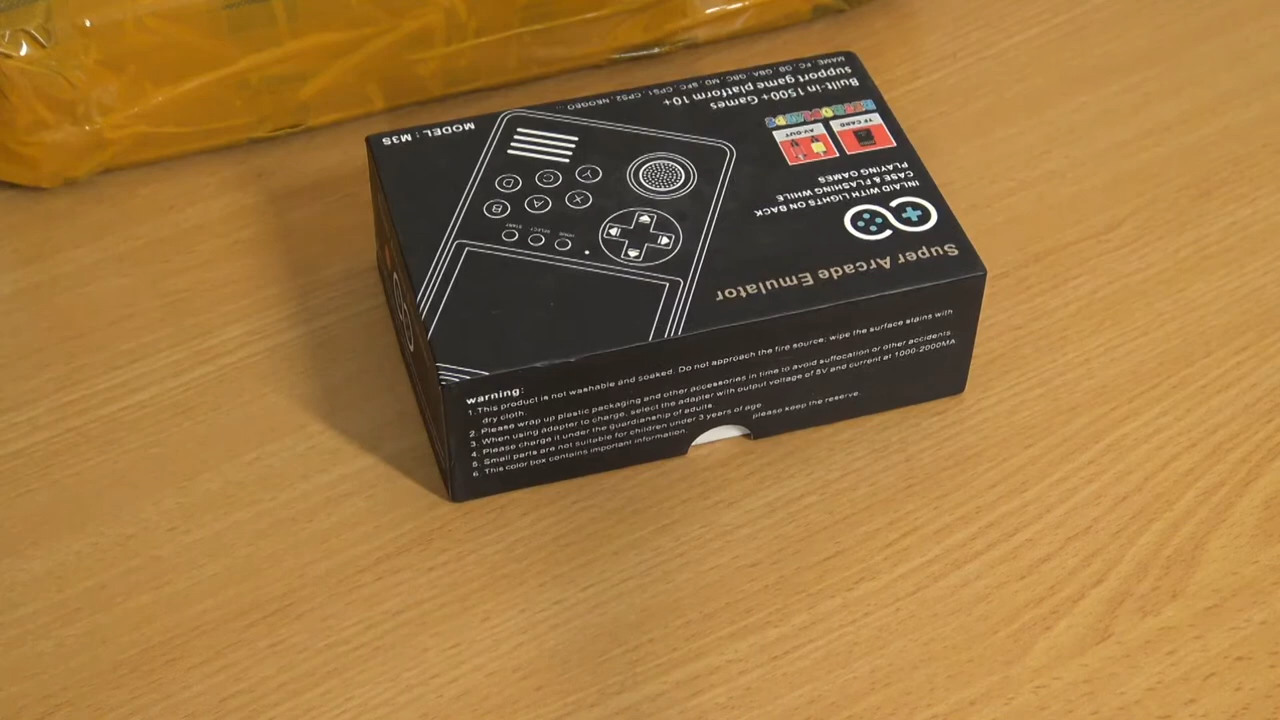 Super Arcade Emulator
INLAID WITH LIGHTS ON BACK
CASE & FLASHING WHILE
PLAYING GAMES
TF CARD
AV-OUT
Built-in 1500+ Games
support game platform 10+
MAME, FC, GB, GBA, GBC, MD, SFC, CPS1, CPS2, NEOGEO ...
MODEL: M3S
HOME
SELECT
START
X
A
B
Y
C
D
warning:
1. This product is not washable and soaked. Do not approach the fire source; wipe the surface stains with
dry cloth.
2. Please wrap up plastic packaging and other accessories in time to avoid suffocation or other accidents
3. When using adapter to charge, select the adapter with output voltage of 5V and current at 1000-2000MA
4. Please charge it under the guardianship of adults
5. Small parts are not suitable for children under 3 years of age
6. This color box contains important information. please keep the reserve.